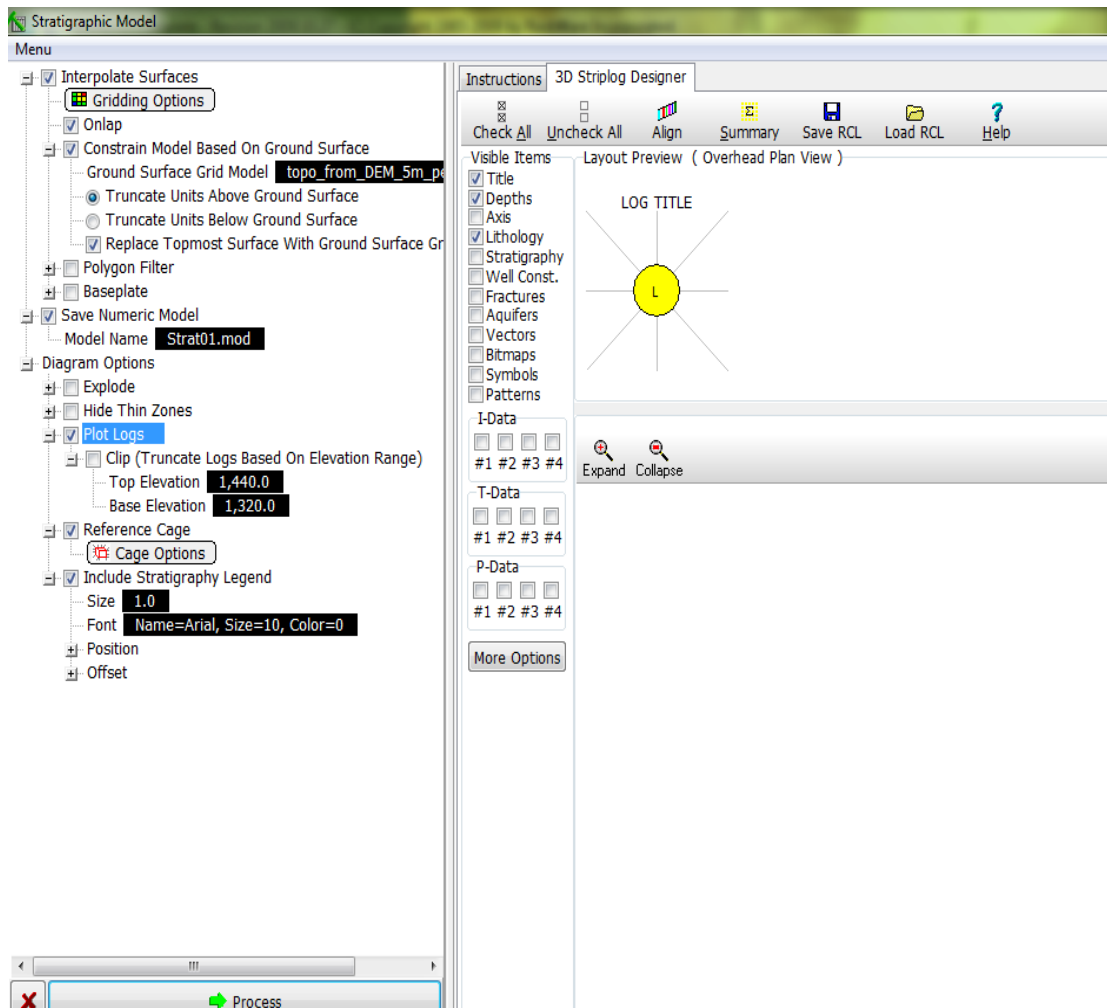 Stratigraphic Model
Menu
Interpolate Surfaces
Gridding Options
Onlap
Constrain Model Based On Ground Surface
Ground Surface Grid Model topo_from_DEM_5m_pe
Truncate Units Above Ground Surface
Truncate Units Below Ground Surface
Replace Topmost Surface With Ground Surface Gr
Polygon Filter
Baseplate
Save Numeric Model
Model Name Strat01.mod
Diagram Options
Explode
Hide Thin Zones
Plot Logs
Clip (Truncate Logs Based On Elevation Range)
Top Elevation 1,440.0
Base Elevation 1,320.0
Reference Cage
Cage Options
Include Stratigraphy Legend
Size 1.0
Font Name=Arial, Size=10, Color=0
Position
Offset
Process
Instructions 3D Striplog Designer
Check All Uncheck All Align Summary Save RCL Load RCL Help
Visible Items
Title
Depths
Axis
Lithology
Stratigraphy
Well Const.
Fractures
Aquifers
Vectors
Bitmaps
Symbols
Patterns
I-Data
#1 #2 #3 #4
T-Data
#1 #2 #3 #4
P-Data
#1 #2 #3 #4
More Options
Layout Preview ( Overhead Plan View )
LOG TITLE
L
Expand Collapse